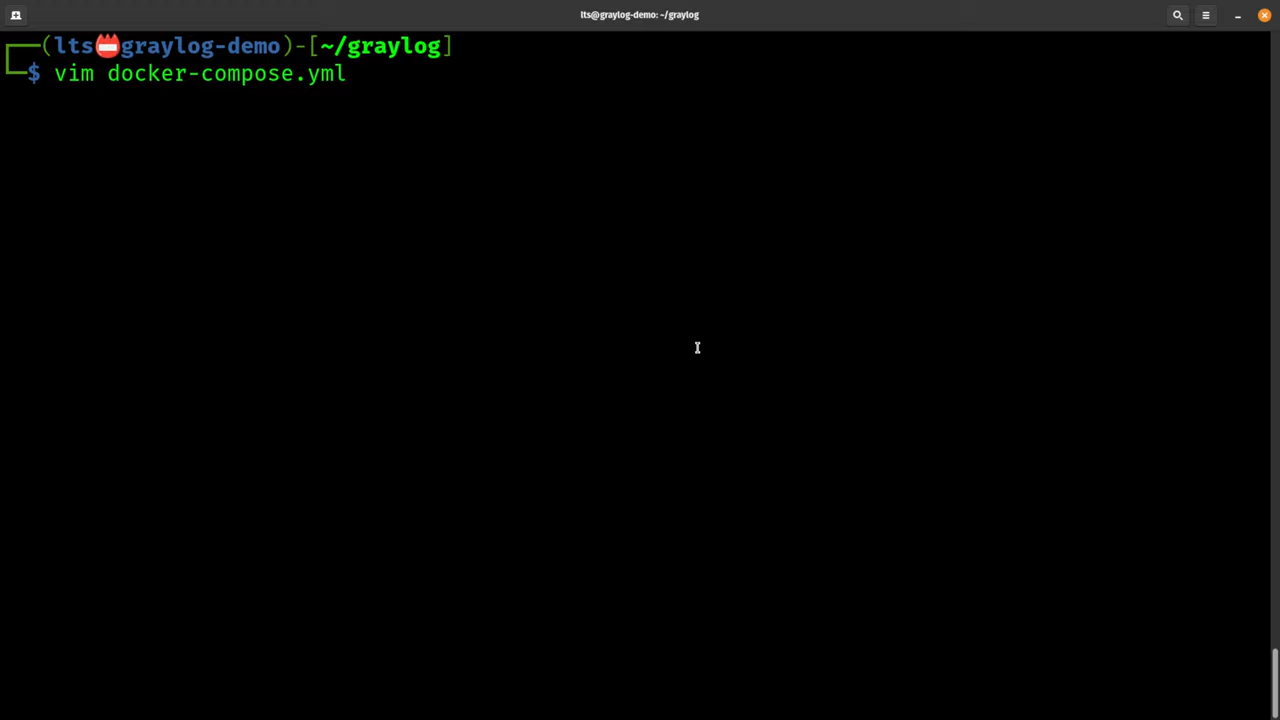 lts@graylog-demo: ~/graylog
(lts📛graylog-demo)-[~/graylog]
$ vim docker-compose.yml